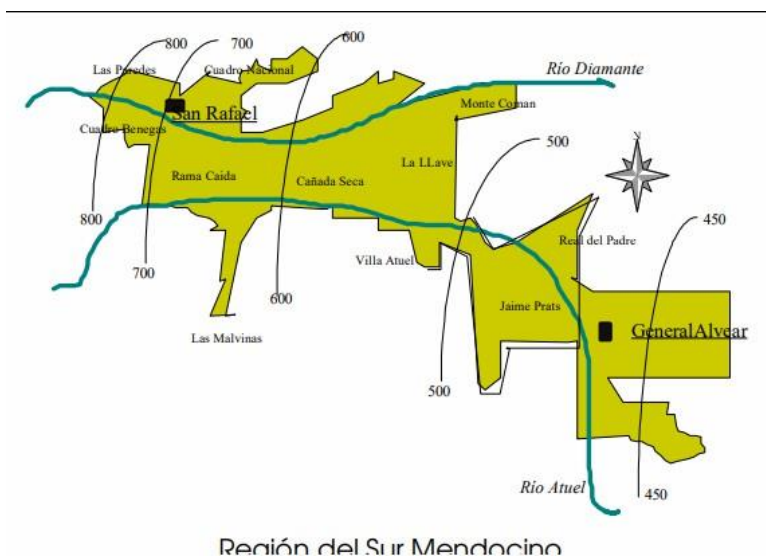 800
700
600
Las Paredes
Cuadro Nacional
Río Diamante
San Rafael
Monte Coman
Cuadro Benegas
N
500
La LLave
Rama Caida
Cañada Seca
800
450
Real del Padre
700
Villa Atuel
600
Jaime Prats
GeneralAlvear
Las Malvinas
500
Río Atuel
450
Región del Sur Mendocino